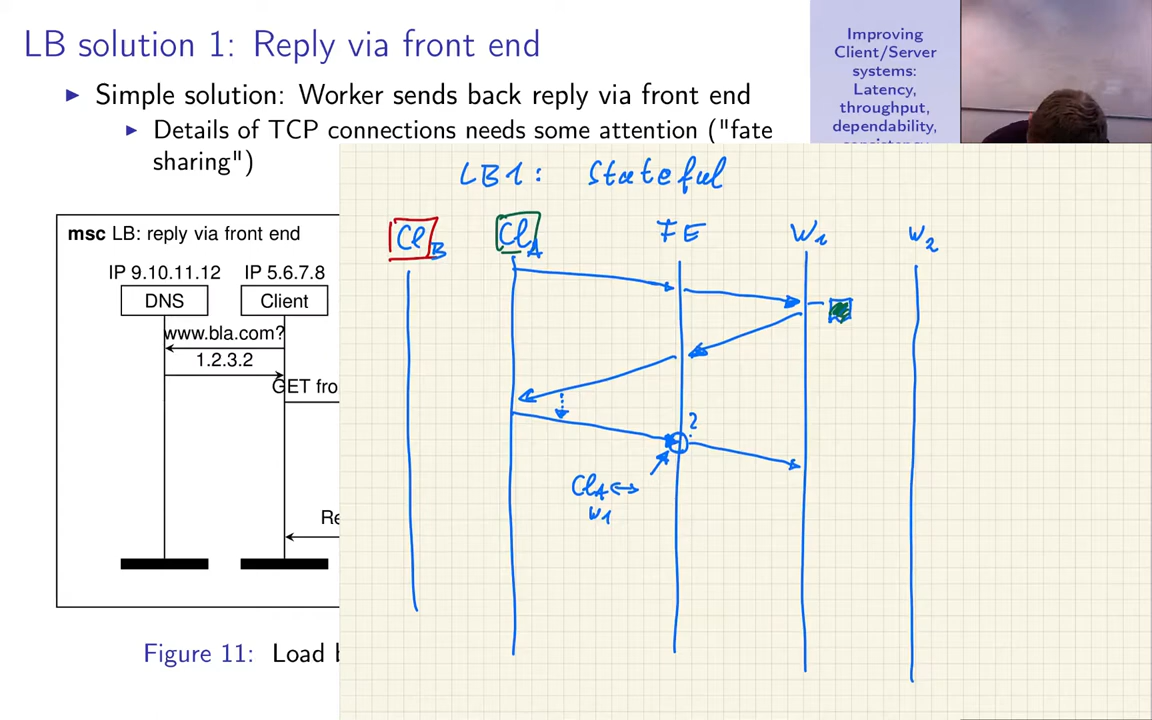 LB solution 1: Reply via front end
Simple solution: Worker sends back reply via front end
Details of TCP connections needs some attention ("fate
sharing")
Improving
Client/Server
systems:
Latency,
throughput,
dependability,
LB1: Stateful
ClB ClA FE W1 W2
?
ClA ↔
W1
msc LB: reply via front end
IP 9.10.11.12 IP 5.6.7.8
DNS Client
www.bla.com?
1.2.3.2
GET fro
Re
Figure 11: Load b